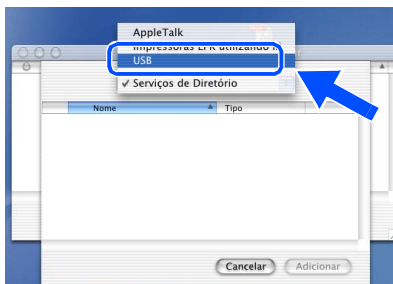 AppleTalk
Impressoras LPR utilizando I
USB
✓ Serviços de Diretório
Nome
Tipo
Cancelar
Adicionar